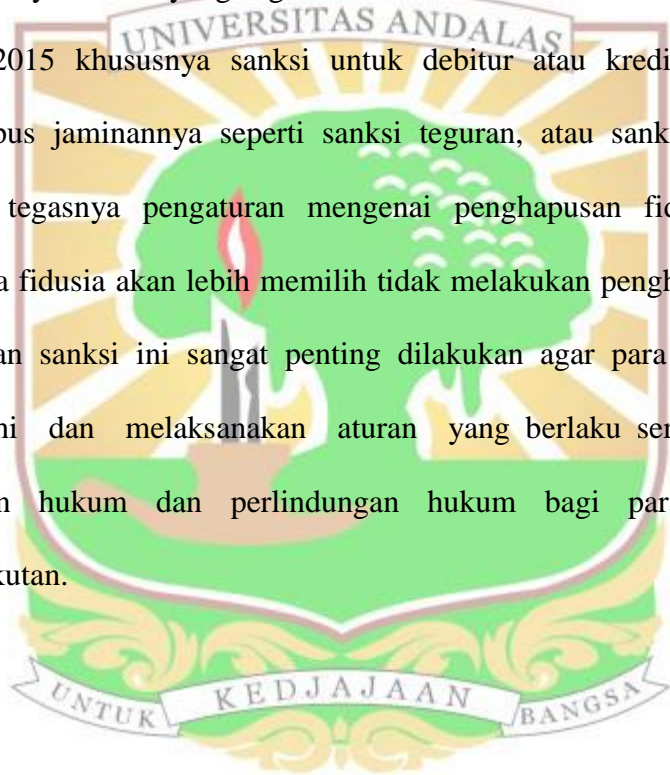 UNIVERSITAS ANDALAS
2015 khususnya sanksi untuk debitur atau kredi
pus jaminannya seperti sanksi teguran, atau sank
tegasnya pengaturan mengenai penghapusan fid
a fidusia akan lebih memilih tidak melakukan pengh
an sanksi ini sangat penting dilakukan agar para
ni dan melaksanakan aturan yang berlaku ser
n hukum dan perlindungan hukum bagi par
kutan.
UNTUK KEDJAJAAN BANGSA